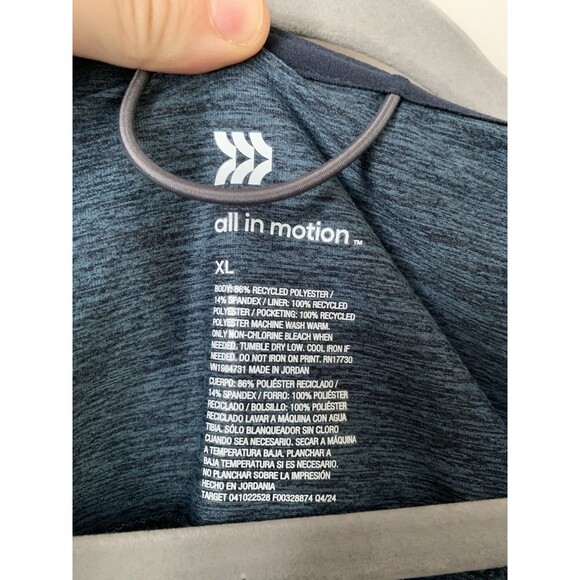 all in motion™
XL
BODY: 86% RECYCLED POLYESTER /
14% SPANDEX / LINER: 100% RECYCLED
POLYESTER / POCKETING: 100% RECYCLED
POLYESTER MACHINE WASH WARM.
ONLY NON-CHLORINE BLEACH WHEN
NEEDED. TUMBLE DRY LOW. COOL IRON IF
NEEDED. DO NOT IRON ON PRINT. RN17730
VN1984731 MADE IN JORDAN
CUERPO: 86% POLIÉSTER RECICLADO /
14% SPANDEX / FORRO: 100% POLIÉSTER
RECICLADO / BOLSILLO: 100% POLIÉSTER
RECICLADO LAVAR A MÁQUINA CON AGUA
TIBIA. SÓLO BLANQUEADOR SIN CLORO
CUANDO SEA NECESARIO. SECAR A MÁQUINA
A TEMPERATURA BAJA. PLANCHAR A
BAJA TEMPERATURA SI ES NECESARIO.
NO PLANCHAR SOBRE LA IMPRESIÓN
HECHO EN JORDANIA
TARGET 041022528 F00328874 Q4/24